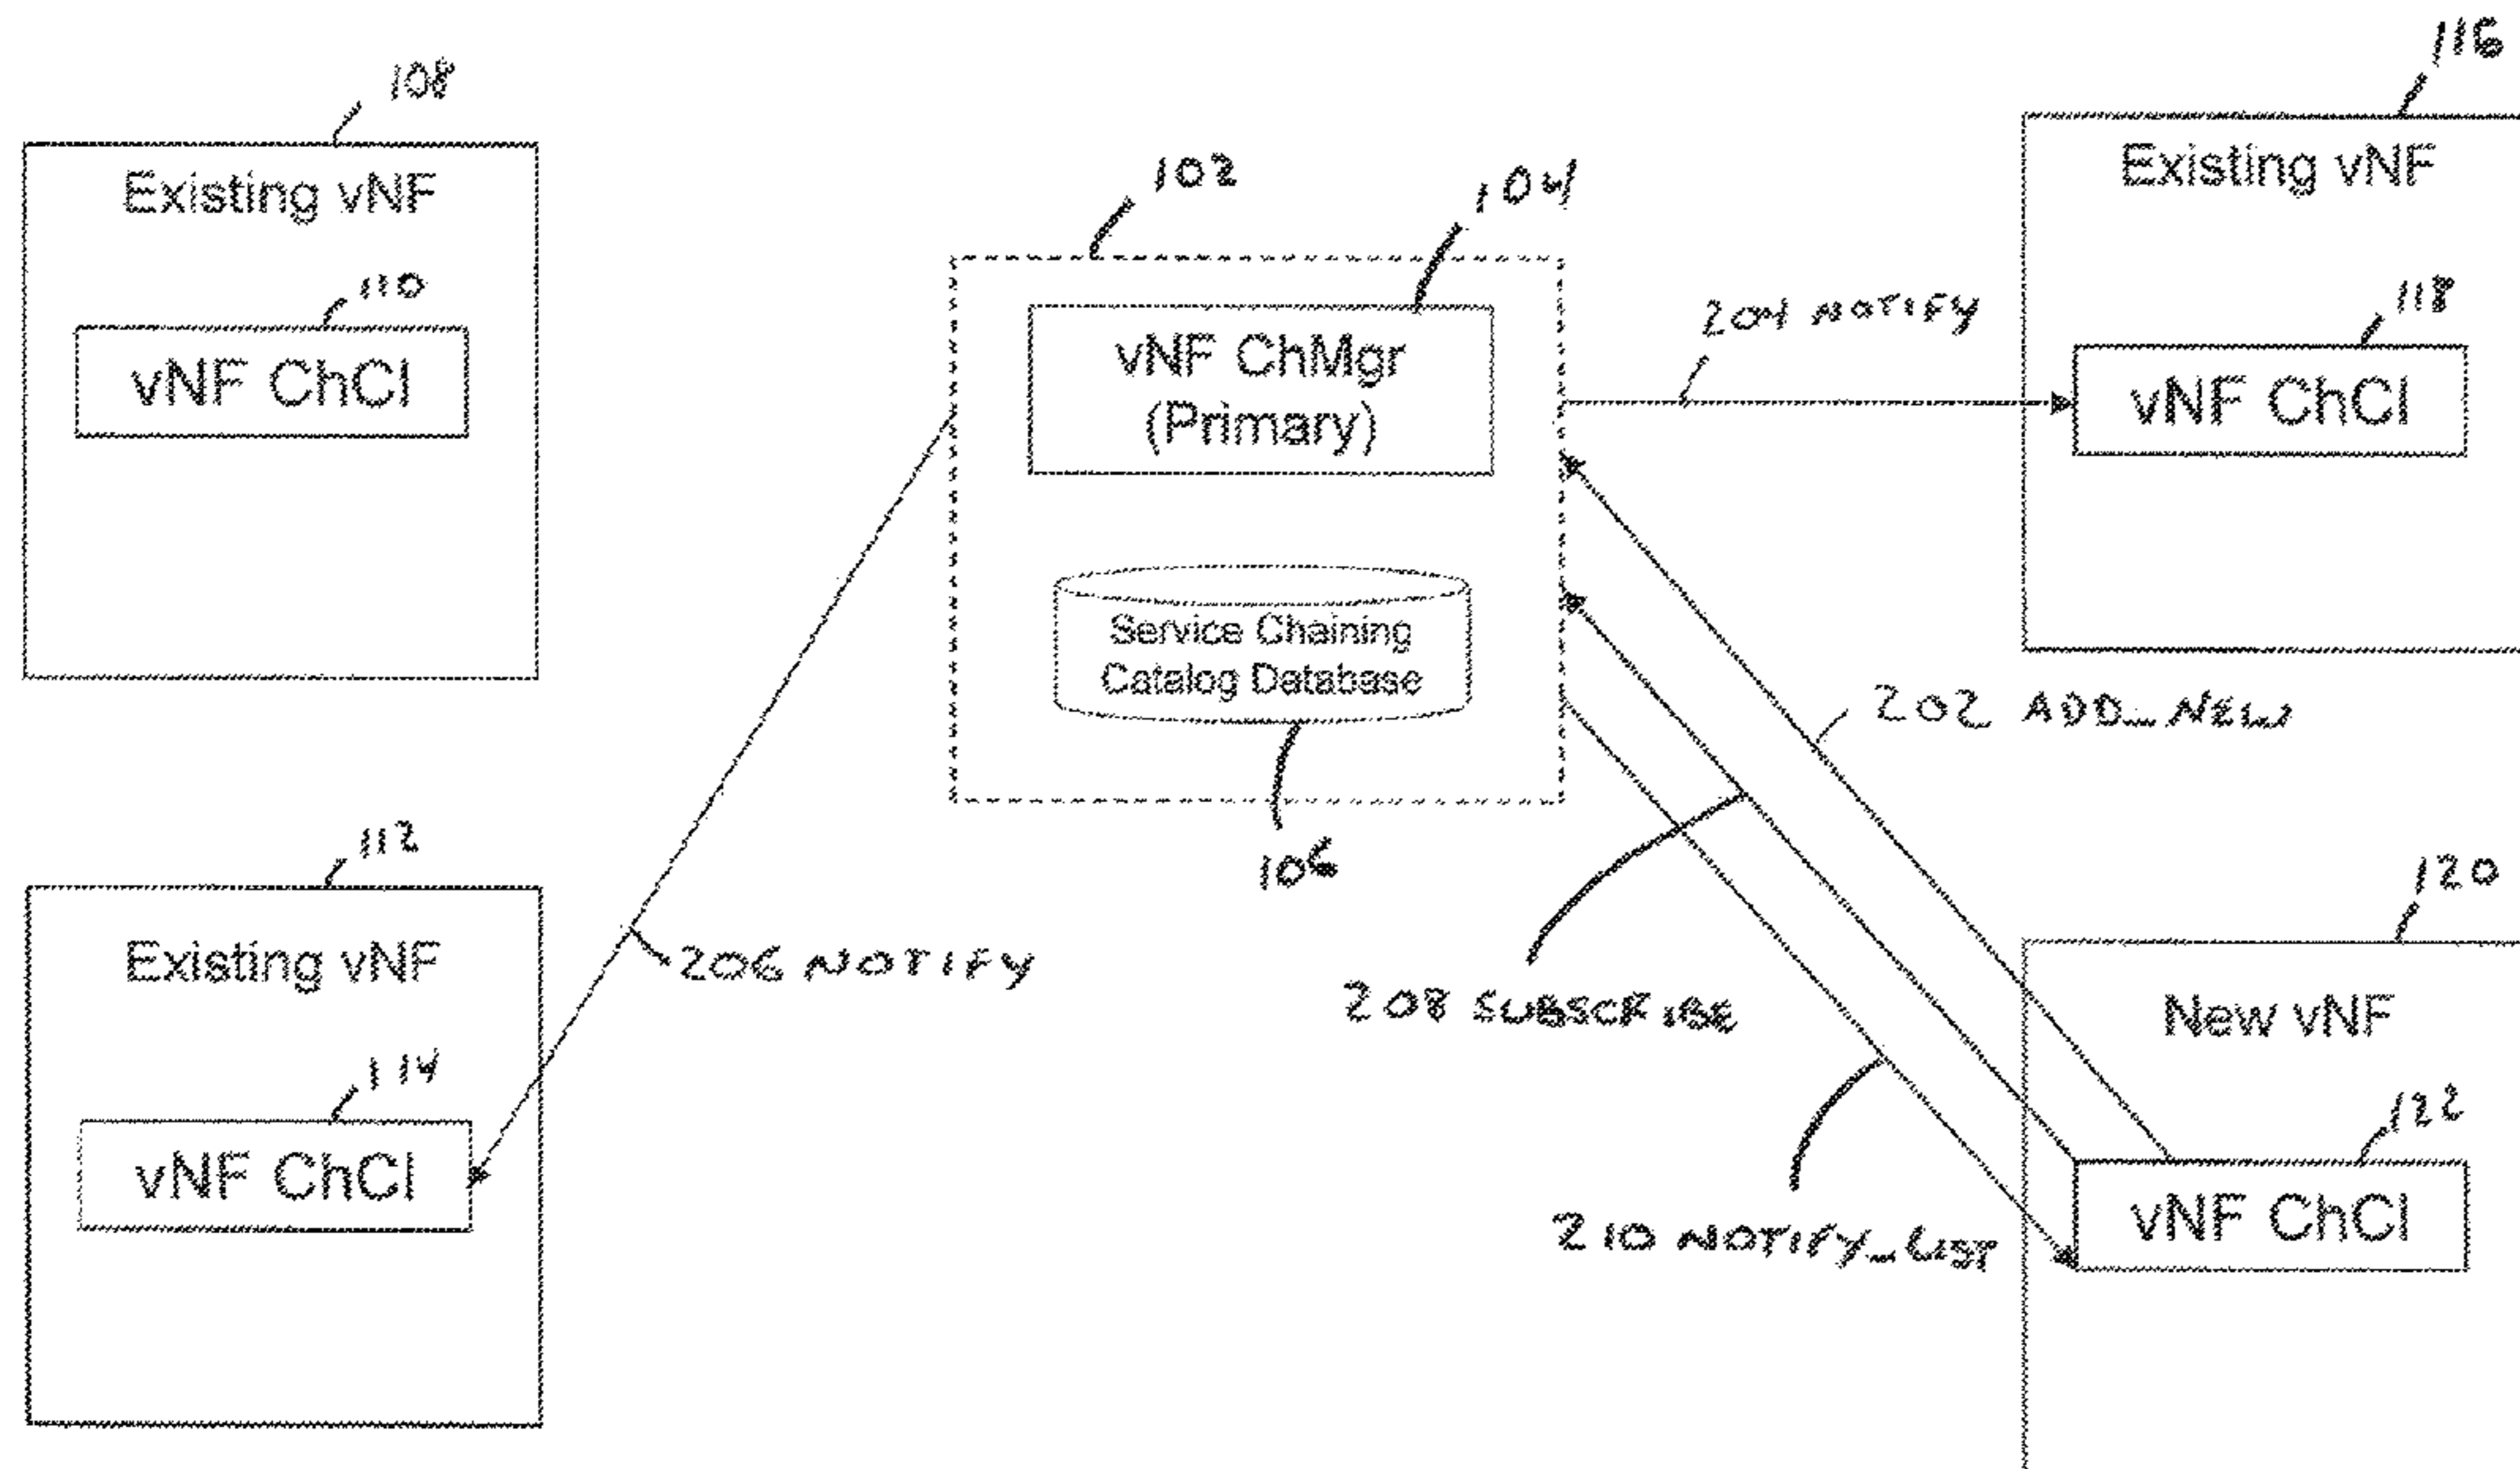 108
Existing vNF
110
vNF ChCl
102
104
vNF ChMgr
(Primary)
Service Chaining
Catalog Database
106
116
Existing vNF
118
vNF ChCl
204 NOTIFY
202 ADD_NEW
112
Existing vNF
114
vNF ChCl
206 NOTIFY
208 SUBSCRIBE
210 NOTIFY_LIST
120
New vNF
122
vNF ChCl